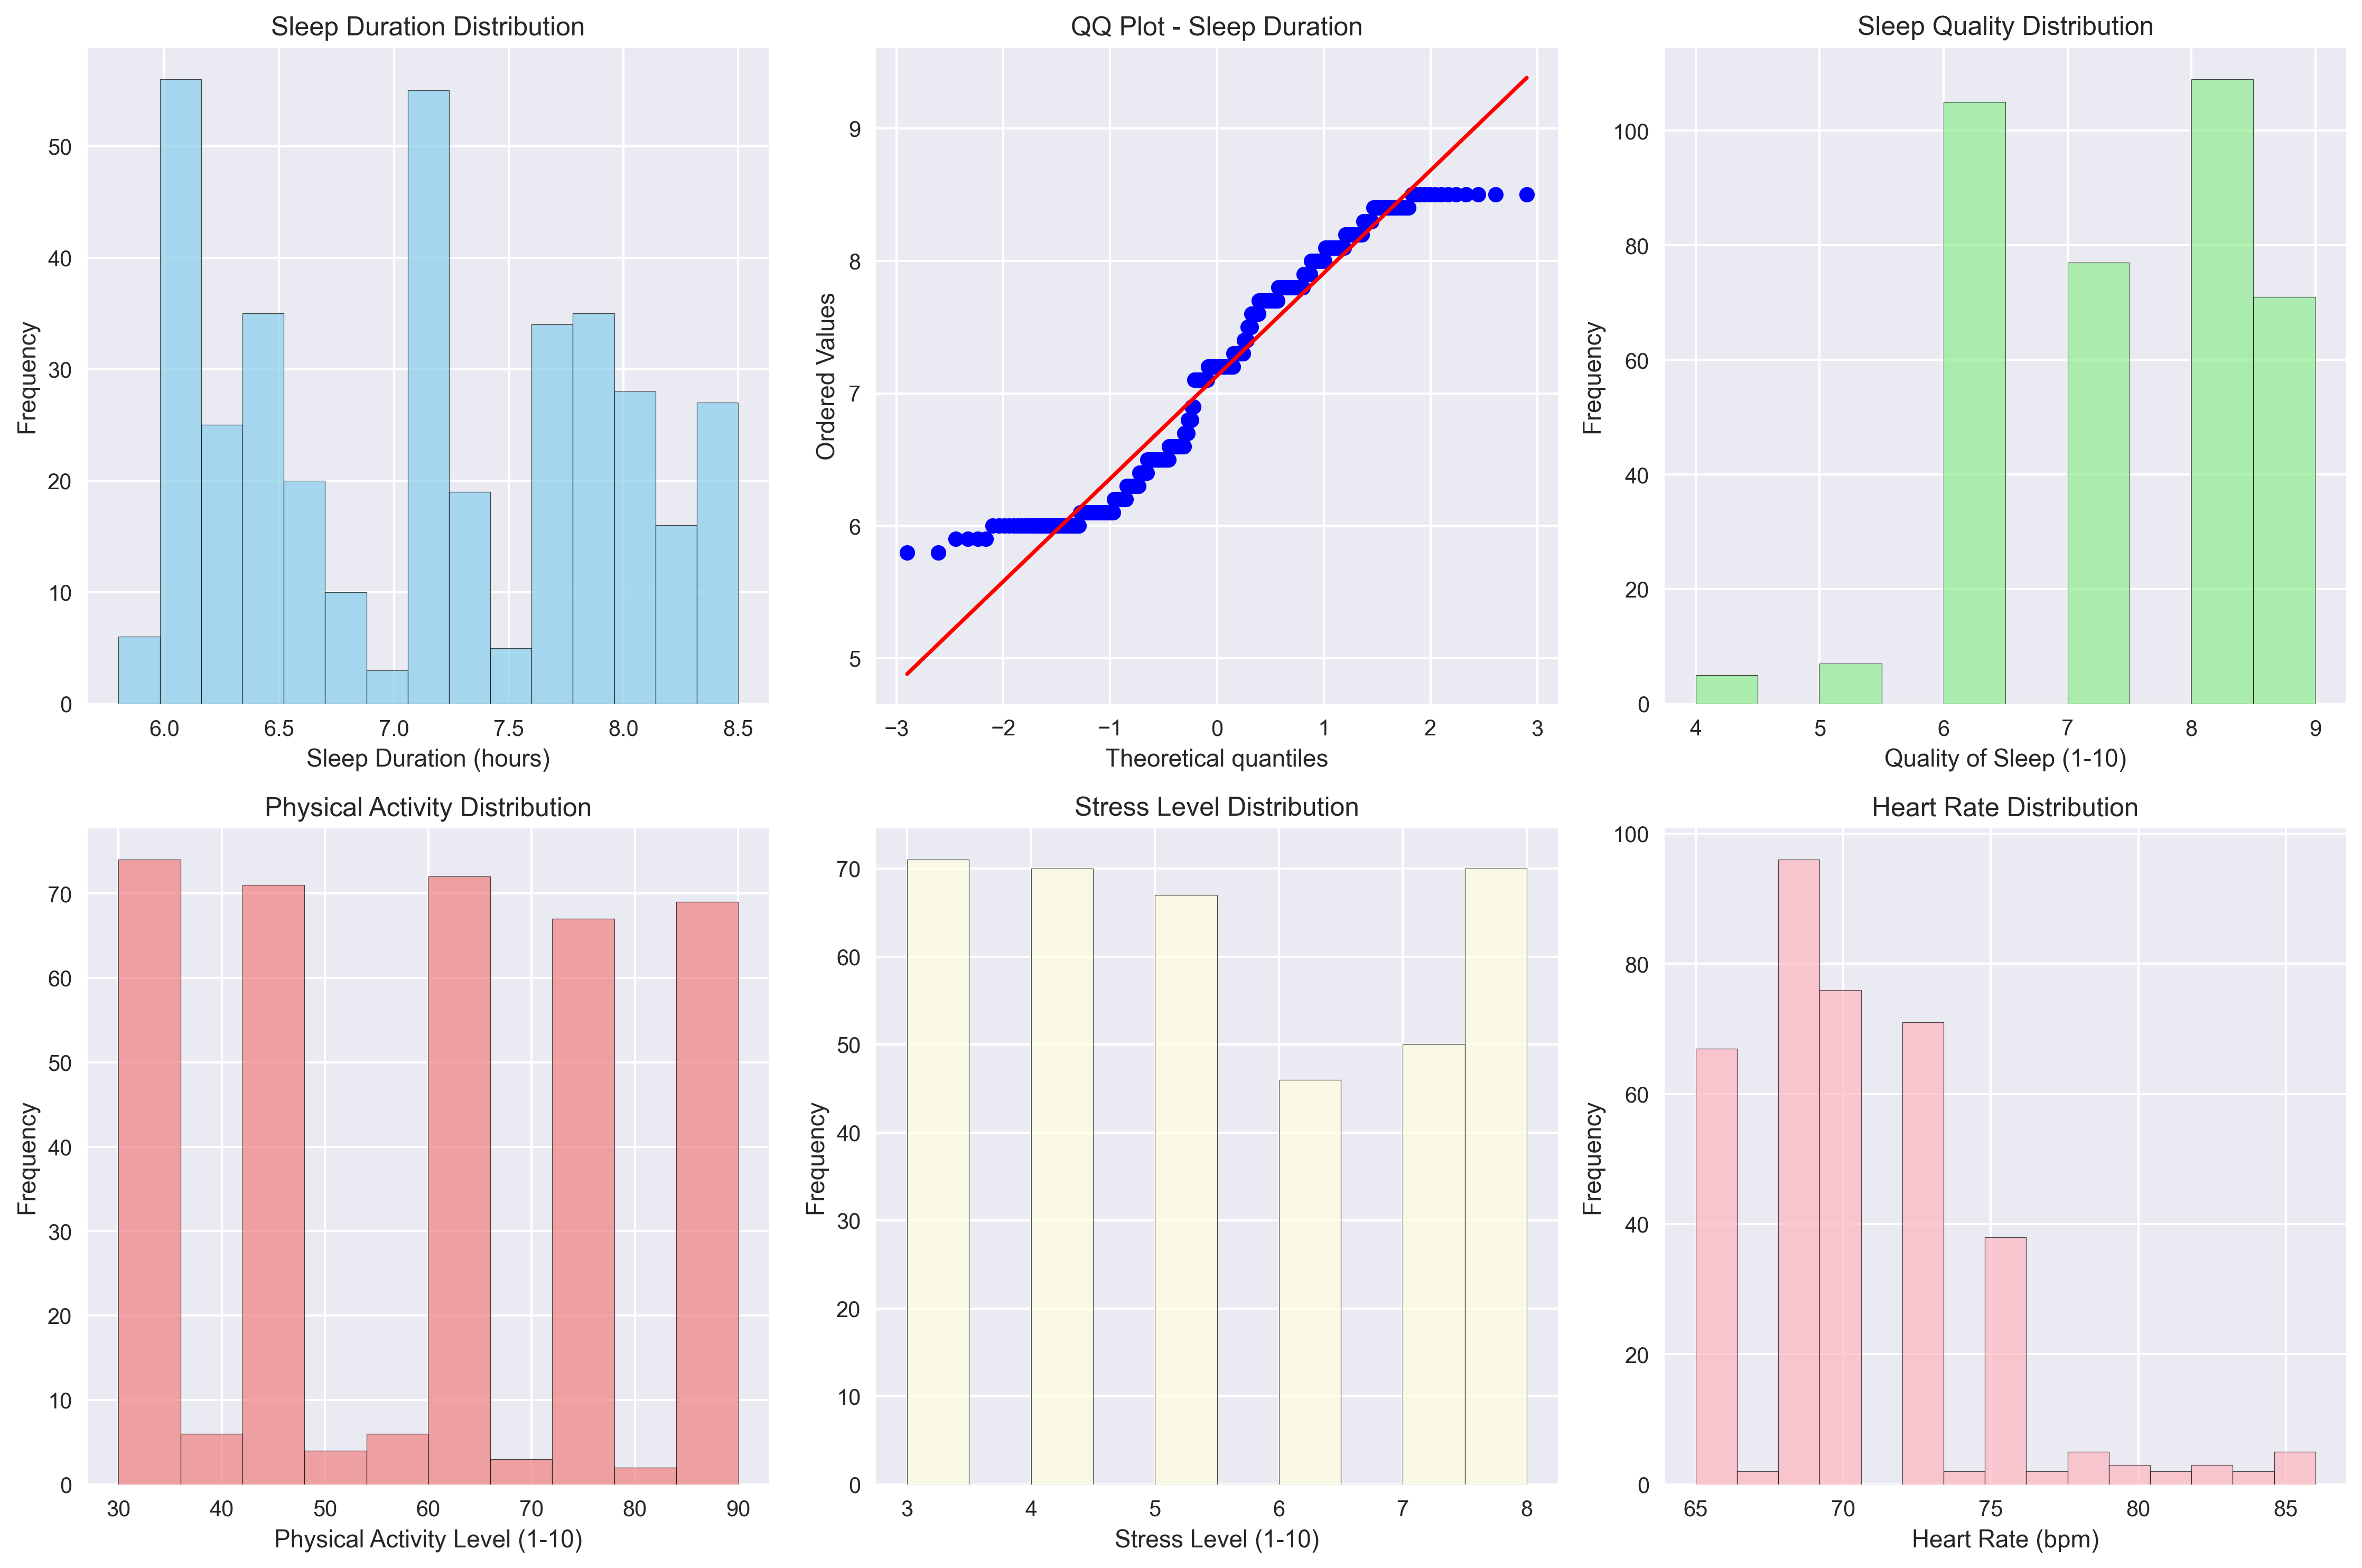 Sleep Duration Distribution
Frequency
50
40
30
20
10
0
6.0 6.5 7.0 7.5 8.0 8.5
Sleep Duration (hours)
QQ Plot - Sleep Duration
Ordered Values
9
8
7
6
5
−3 −2 −1 0 1 2 3
Theoretical quantiles
Sleep Quality Distribution
Frequency
100
80
60
40
20
0
4 5 6 7 8 9
Quality of Sleep (1-10)
Physical Activity Distribution
Frequency
70
60
50
40
30
20
10
0
30 40 50 60 70 80 90
Physical Activity Level (1-10)
Stress Level Distribution
Frequency
70
60
50
40
30
20
10
0
3 4 5 6 7 8
Stress Level (1-10)
Heart Rate Distribution
Frequency
100
80
60
40
20
0
65 70 75 80 85
Heart Rate (bpm)